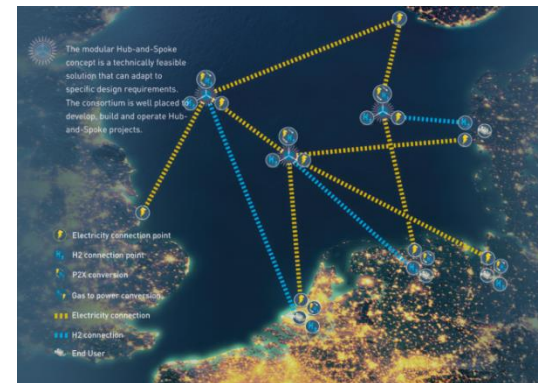 The modular Hub-and-Spoke
concept is a technically feasible
solution that can adapt to
specific design requirements.
The consortium is well placed to
develop, build and operate Hub-
and-Spoke projects.
Electricity connection point
H2 connection point
P2X conversion
Gas to power conversion
Electricity connection
H2 connection
End User